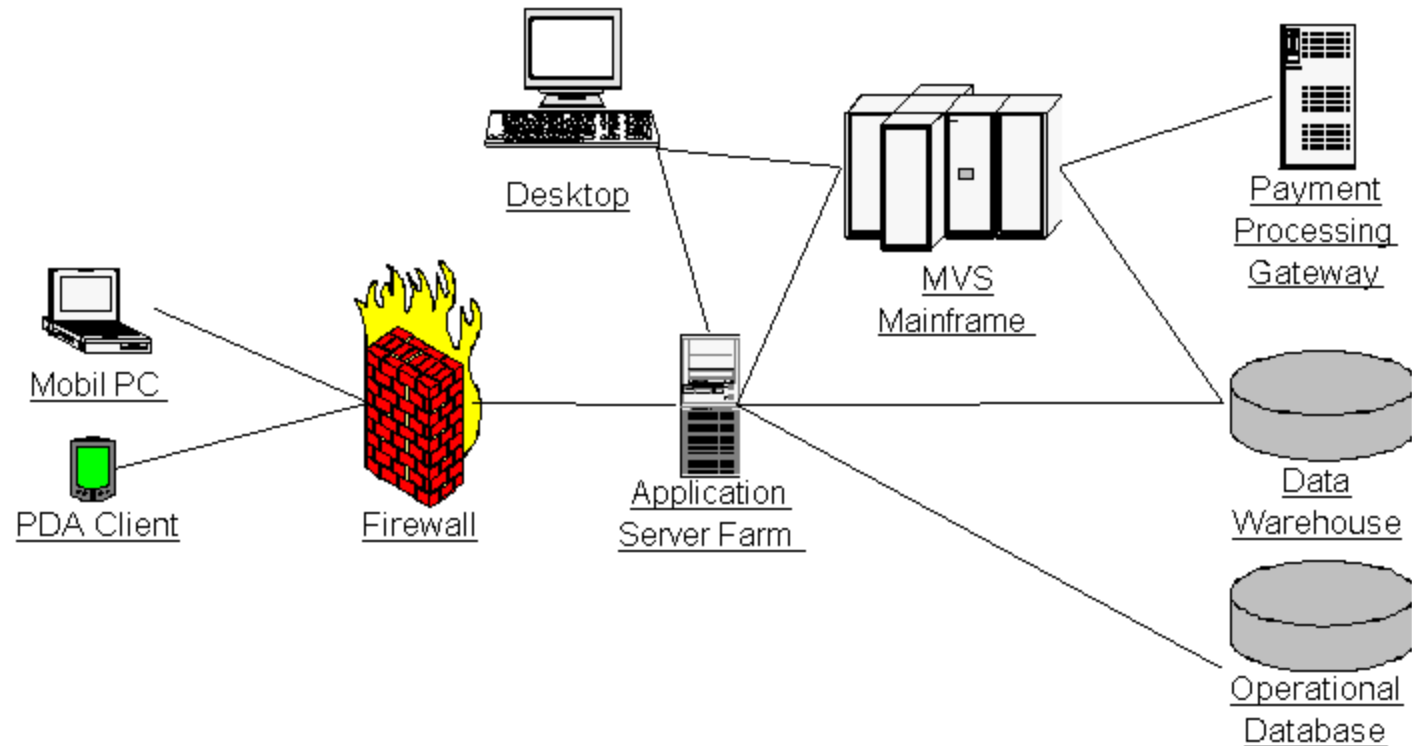 Desktop
MVS
Mainframe
Payment
Processing
Gateway
Mobil PC
PDA Client
Firewall
Application
Server Farm
Data
Warehouse
Operational
Database